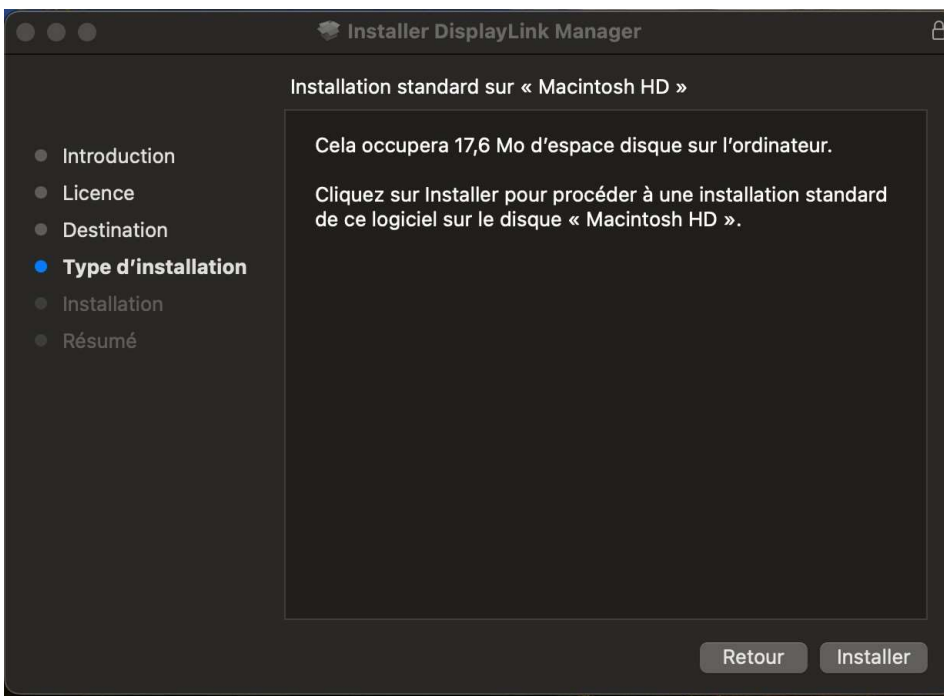 Installer DisplayLink Manager
Installation standard sur « Macintosh HD »
Introduction
Licence
Destination
Type d’installation
Installation
Résumé
Cela occupera 17,6 Mo d’espace disque sur l’ordinateur.
Cliquez sur Installer pour procéder à une installation standard
de ce logiciel sur le disque « Macintosh HD ».
Retour
Installer